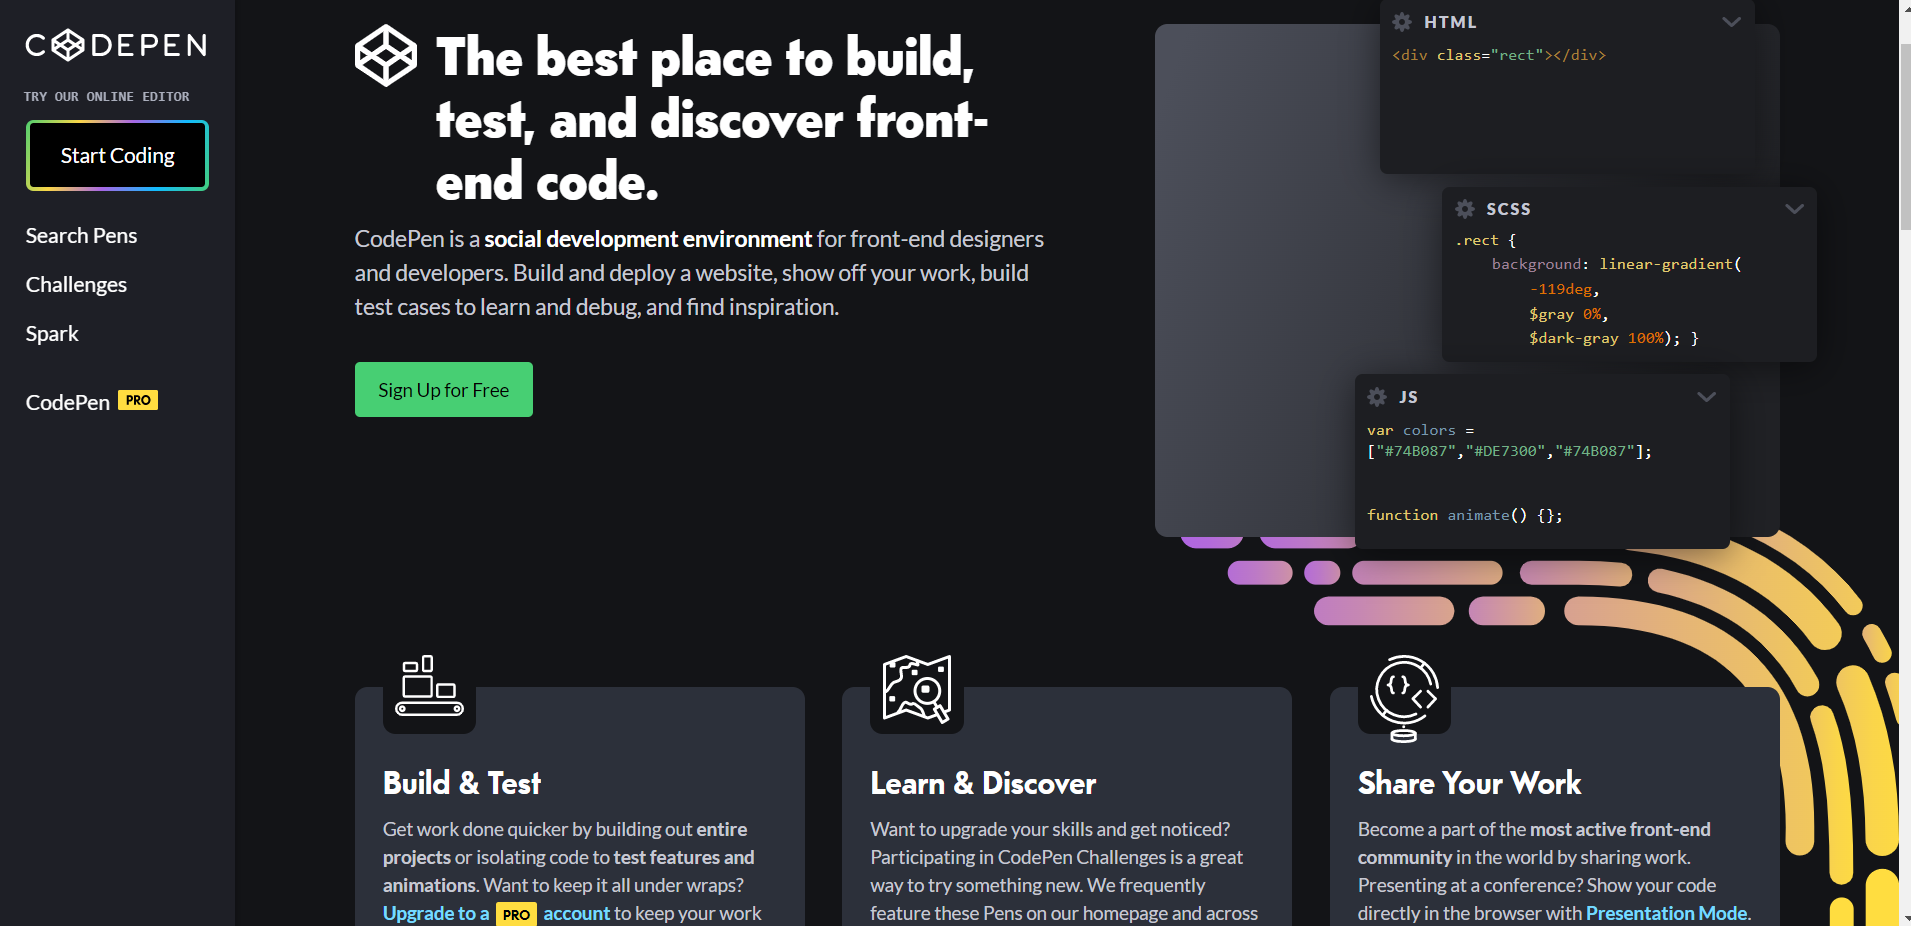 CODEPEN
TRY OUR ONLINE EDITOR
Start Coding
Search Pens
Challenges
Spark
CodePen PRO
The best place to build,
test, and discover front-
end code.
CodePen is a social development environment for front-end designers
and developers. Build and deploy a website, show off your work, build
test cases to learn and debug, and find inspiration.
Sign Up for Free
HTML
<div class="rect"></div>
SCSS
.rect {
background: linear-gradient(
-119deg,
$gray 0%,
$dark-gray 100%); }
JS
var colors =
["#74B087","#DE7300","#74B087"];
function animate() {};
Build & Test
Get work done quicker by building out entire
projects or isolating code to test features and
animations. Want to keep it all under wraps?
Upgrade to a PRO account to keep your work
Learn & Discover
Want to upgrade your skills and get noticed?
Participating in CodePen Challenges is a great
way to try something new. We frequently
feature these Pens on our homepage and across
Share Your Work
Become a part of the most active front-end
community in the world by sharing work.
Presenting at a conference? Show your code
directly in the browser with Presentation Mode.